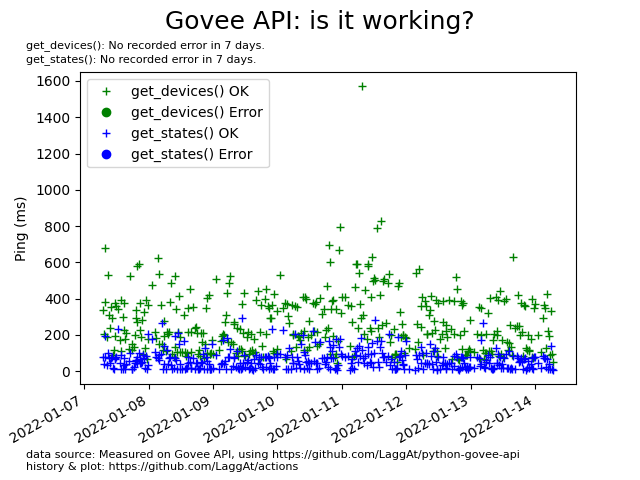 Govee API: is it working?
get_devices(): No recorded error in 7 days.
get_states(): No recorded error in 7 days.
get_devices() OK
get_devices() Error
get_states() OK
get_states() Error
Ping (ms)
1600
1400
1200
1000
800
600
400
200
0
2022-01-07
2022-01-08
2022-01-09
2022-01-10
2022-01-11
2022-01-12
2022-01-13
2022-01-14
data source: Measured on Govee API, using https://github.com/LaggAt/python-govee-api
history & plot: https://github.com/LaggAt/actions